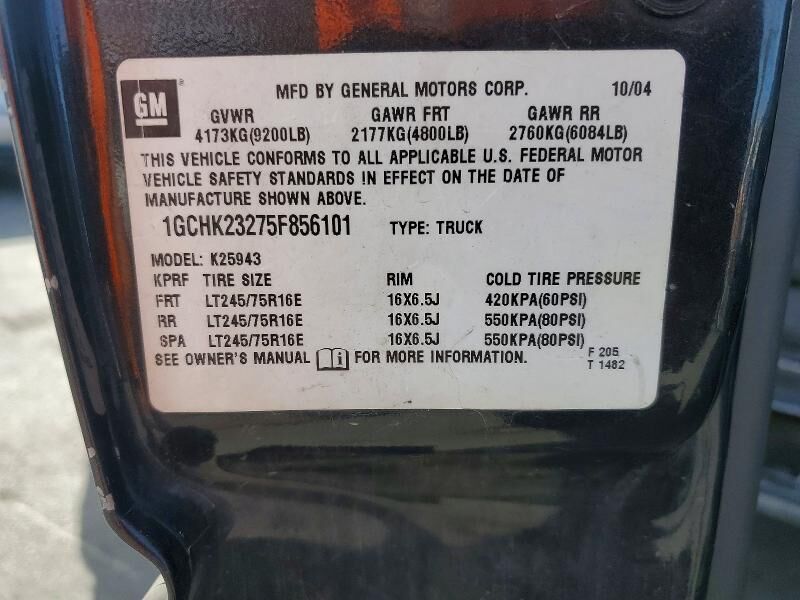 GM
MFD BY GENERAL MOTORS CORP. 10/04
GVWR GAWR FRT GAWR RR
4173KG(9200LB) 2177KG(4800LB) 2760KG(6084LB)
THIS VEHICLE CONFORMS TO ALL APPLICABLE U.S. FEDERAL MOTOR
VEHICLE SAFETY STANDARDS IN EFFECT ON THE DATE OF
MANUFACTURE SHOWN ABOVE.
1GCHK23275F856101 TYPE: TRUCK
MODEL: K25943
KPRF TIRE SIZE RIM COLD TIRE PRESSURE
FRT LT245/75R16E 16X6.5J 420KPA(60PSI)
RR LT245/75R16E 16X6.5J 550KPA(80PSI)
SPA LT245/75R16E 16X6.5J 550KPA(80PSI)
SEE OWNER'S MANUAL FOR MORE INFORMATION.
F 205
T 1482